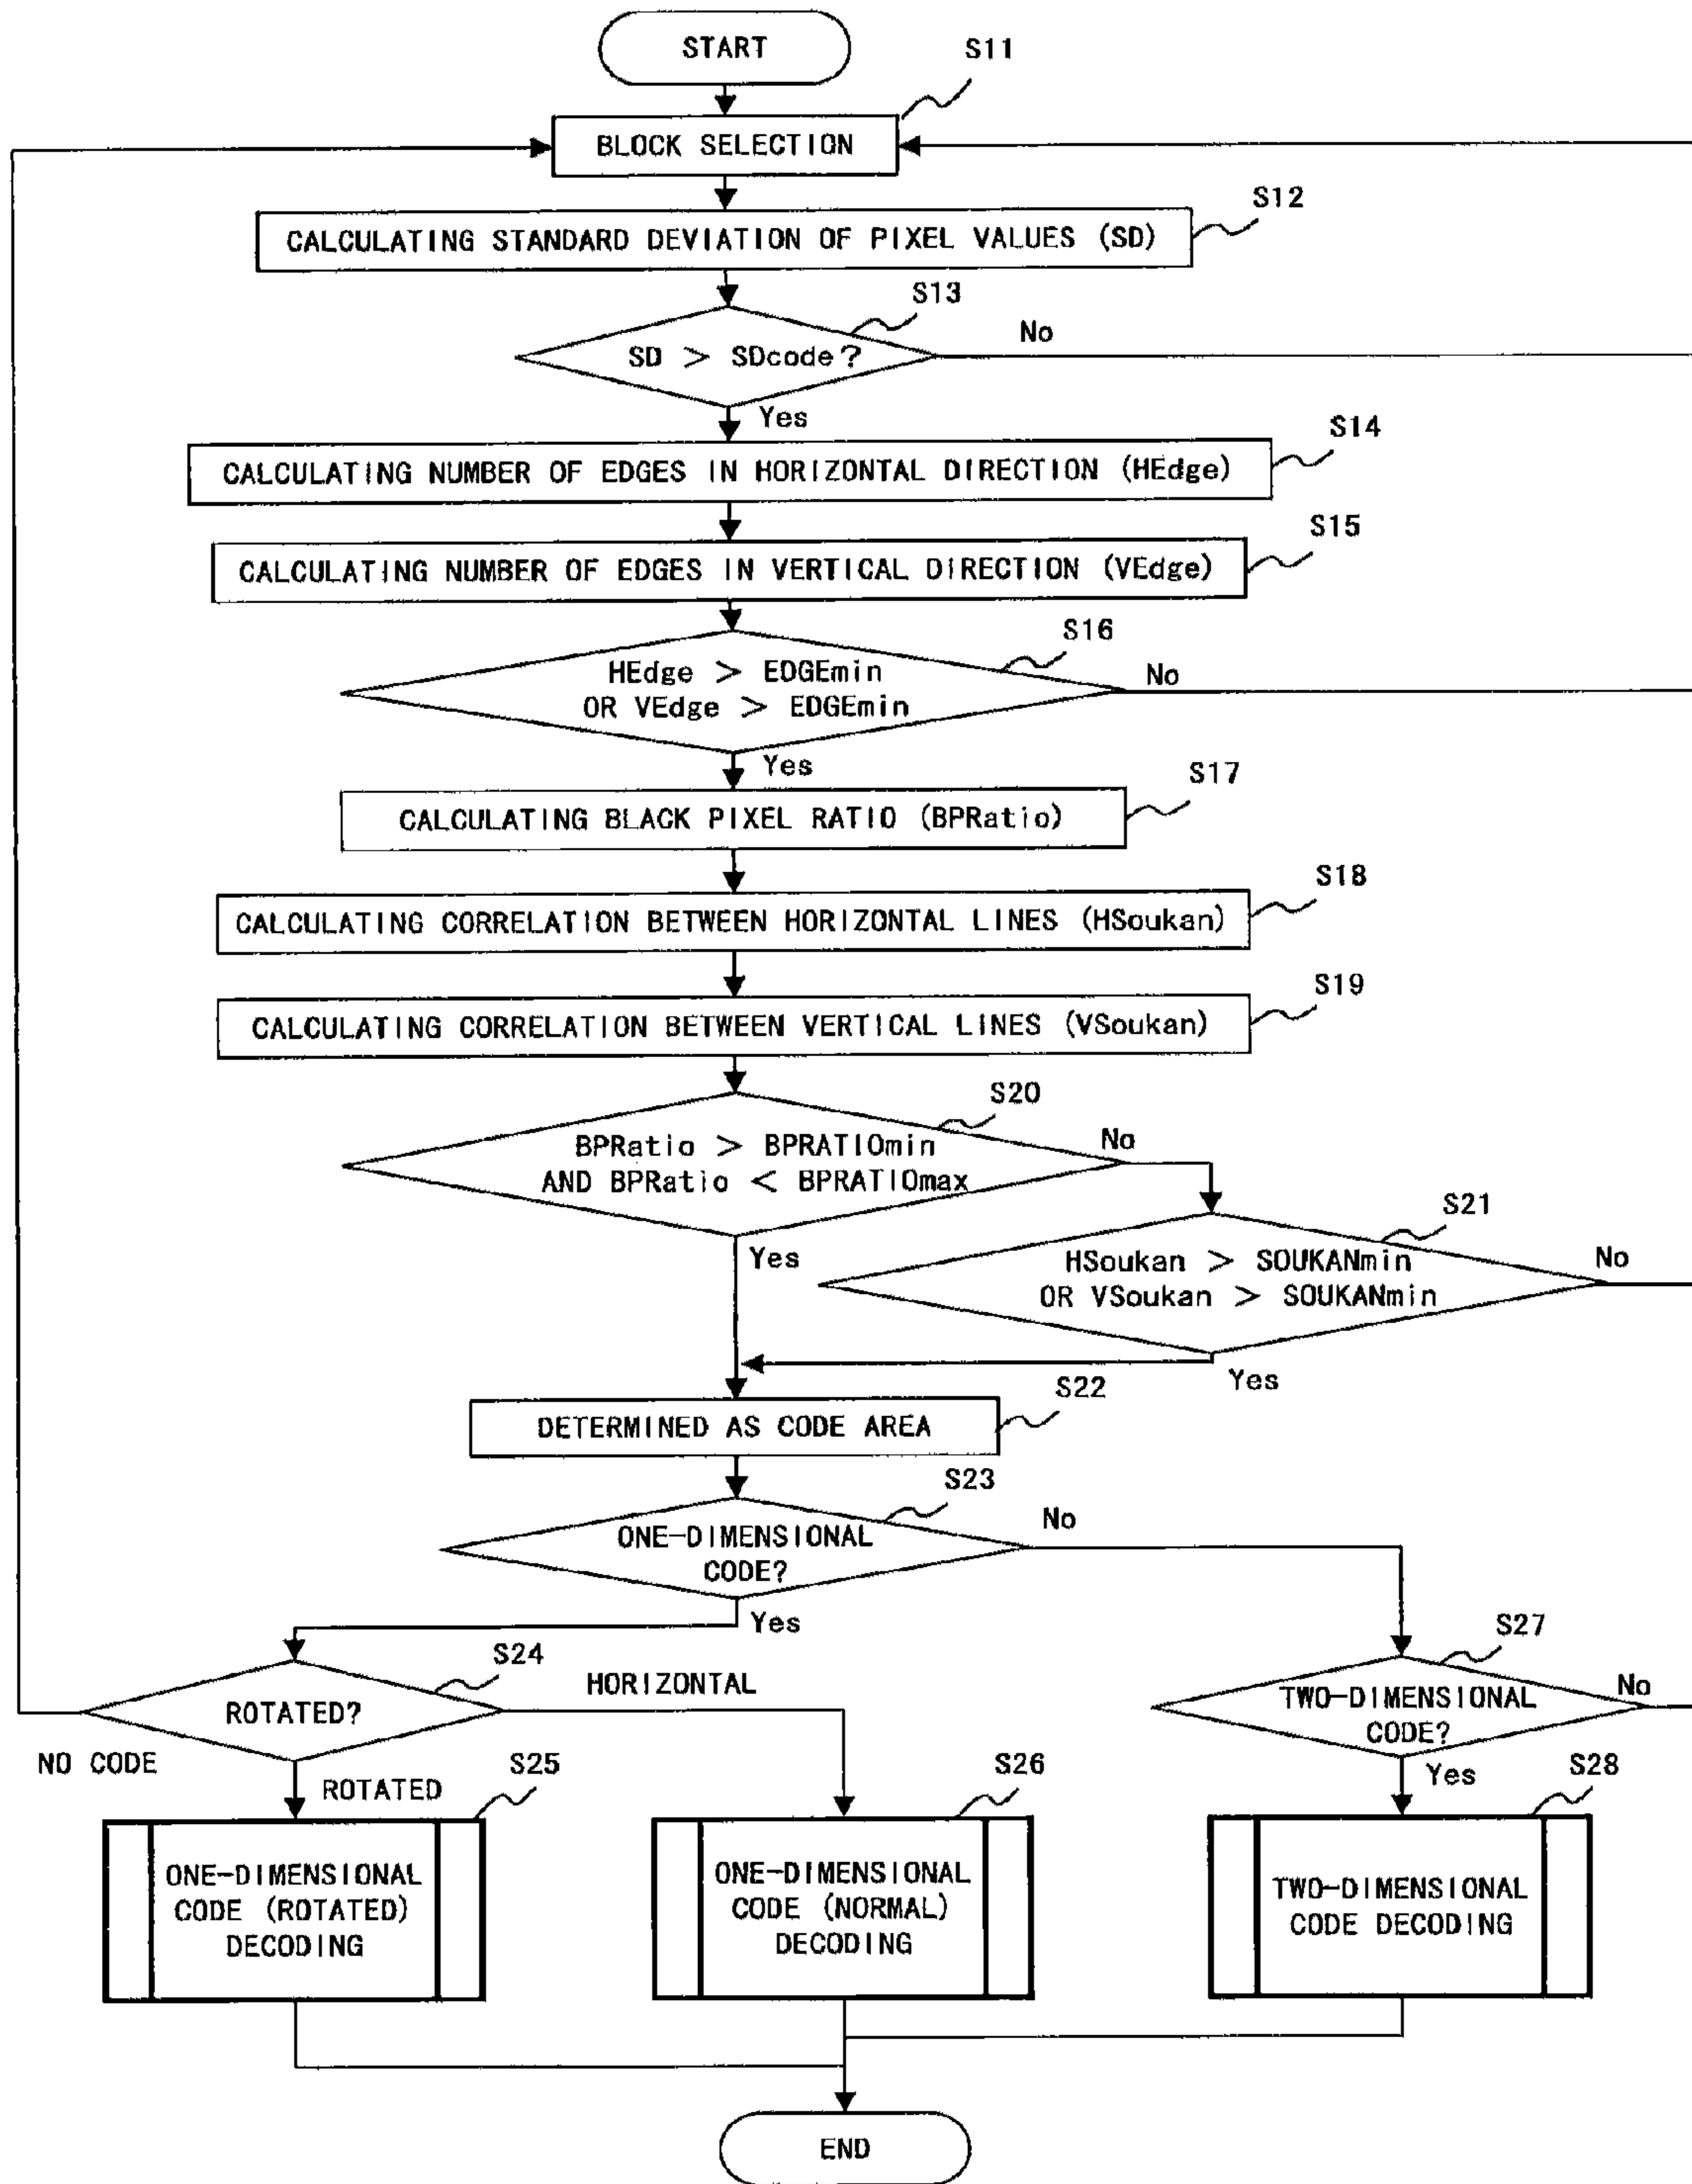 START
S11
BLOCK SELECTION
S12
CALCULATING STANDARD DEVIATION OF PIXEL VALUES (SD)
S13
SD > SDcode?
No
Yes
S14
CALCULATING NUMBER OF EDGES IN HORIZONTAL DIRECTION (HEdge)
S15
CALCULATING NUMBER OF EDGES IN VERTICAL DIRECTION (VEdge)
S16
HEdge > EDGEmin
OR VEdge > EDGEmin
No
Yes
S17
CALCULATING BLACK PIXEL RATIO (BPRatio)
S18
CALCULATING CORRELATION BETWEEN HORIZONTAL LINES (HSoukan)
S19
CALCULATING CORRELATION BETWEEN VERTICAL LINES (VSoukan)
S20
BPRatio > BPRATIOmin
AND BPRatio < BPRATIOmax
No
Yes
S21
HSoukan > SOUKANmin
OR VSoukan > SOUKANmin
No
Yes
S22
DETERMINED AS CODE AREA
S23
ONE-DIMENSIONAL
CODE?
No
Yes
S24
ROTATED?
HORIZONTAL
NO CODE
ROTATED
S27
TWO-DIMENSIONAL
CODE?
No
Yes
S25
ONE-DIMENSIONAL
CODE (ROTATED)
DECODING
S26
ONE-DIMENSIONAL
CODE (NORMAL)
DECODING
S28
TWO-DIMENSIONAL
CODE DECODING
END